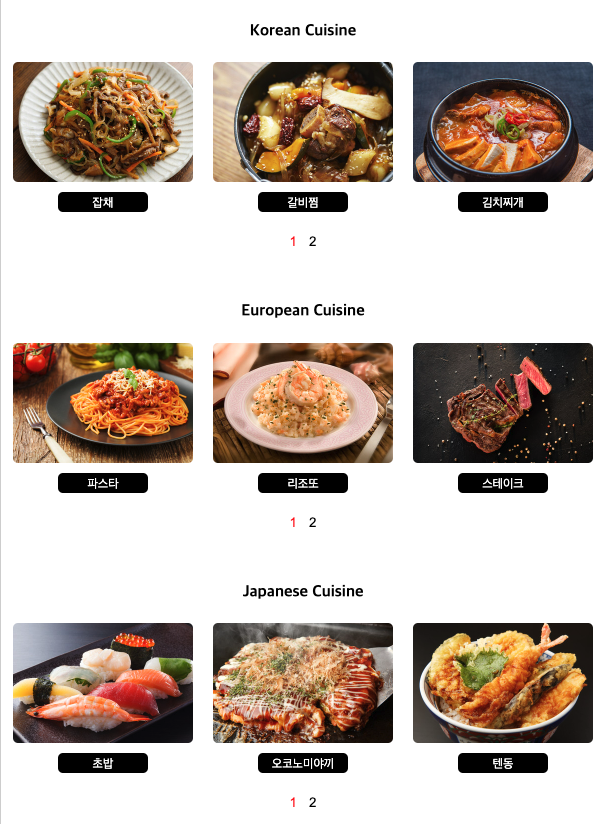 Korean Cuisine
잡채 갈비찜 김치찌개
1 2
European Cuisine
파스타 리조또 스테이크
1 2
Japanese Cuisine
초밥 오코노미야끼 텐동
1 2